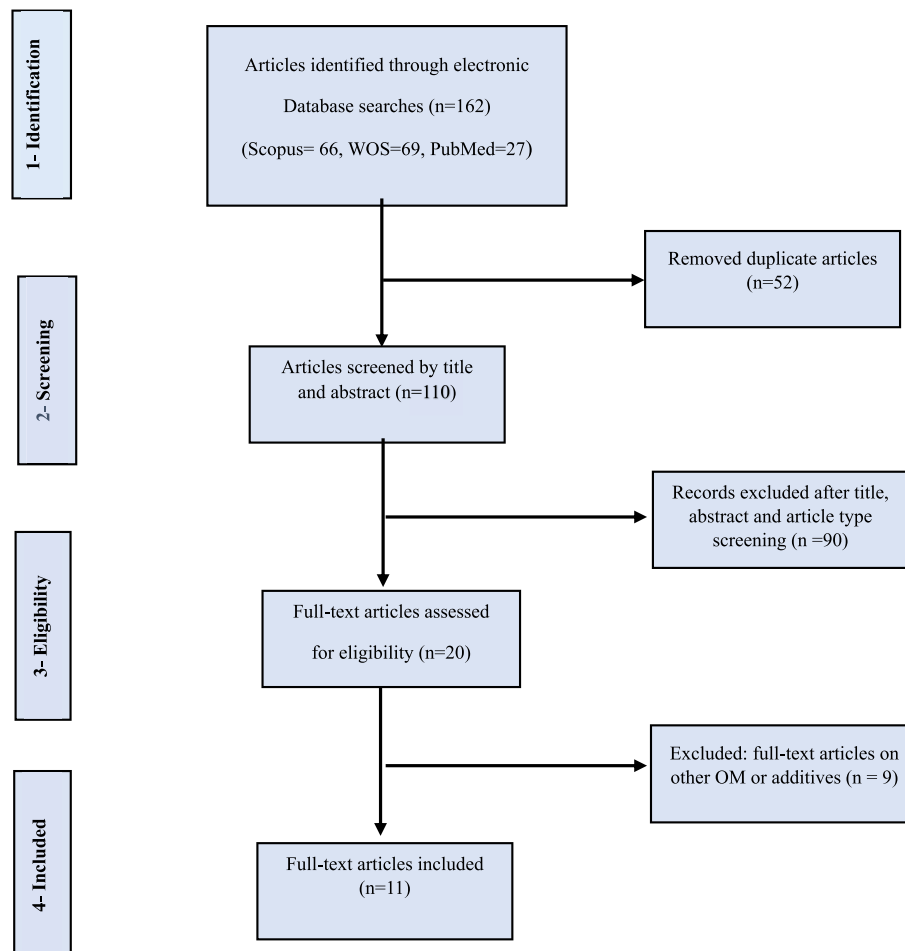 1- Identification
Articles identified through electronic
Database searches (n=162)
(Scopus= 66, WOS=69, PubMed=27)
Removed duplicate articles
(n=52)
2- Screening
Articles screened by title
and abstract (n=110)
Records excluded after title,
abstract and article type
screening (n =90)
3- Eligibility
Full-text articles assessed
for eligibility (n=20)
Excluded: full-text articles on
other OM or additives (n = 9)
4- Included
Full-text articles included
(n=11)